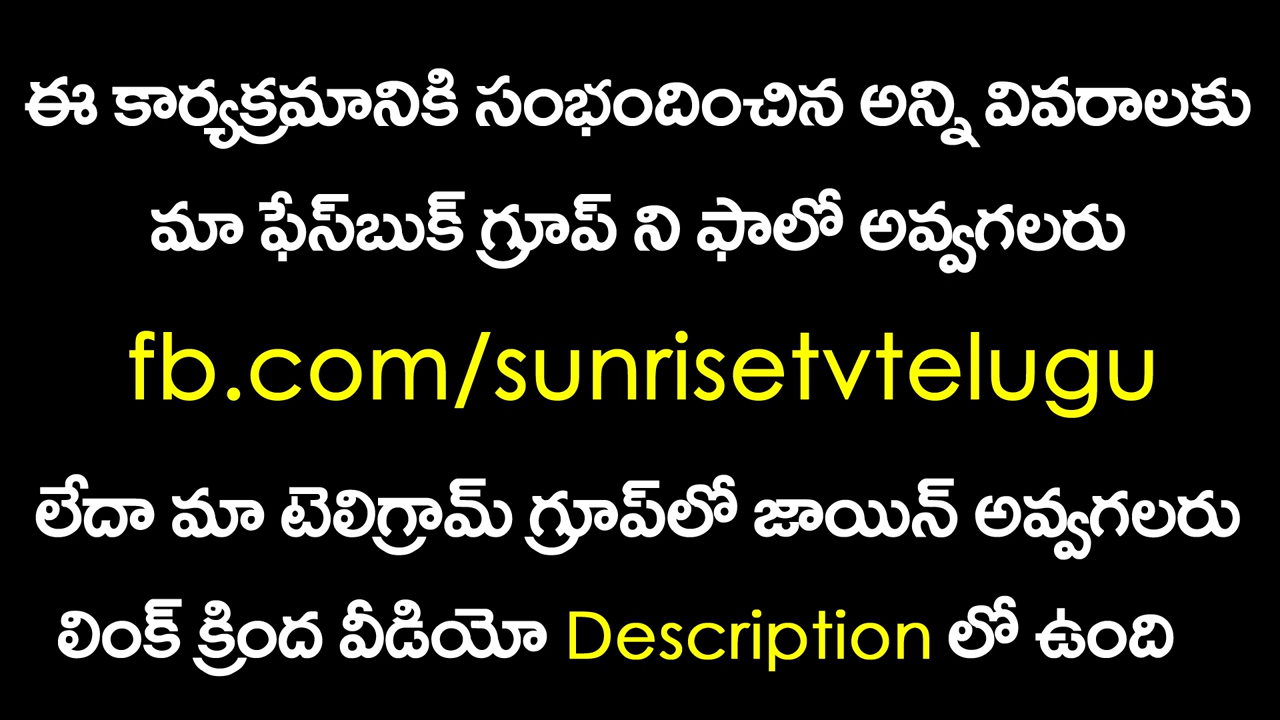 ఈ కార్యక్రమానికి సంభందించిన అన్ని వివరాలకు
మా ఫేస్‌బుక్ గ్రూప్ ని ఫాలో అవ్వగలరు
fb.com/sunrisetvtelugu
లేదా మా టెలిగ్రామ్ గ్రూప్‌లో జాయిన్ అవ్వగలరు
లింక్ క్రింద వీడియో Description లో ఉంది